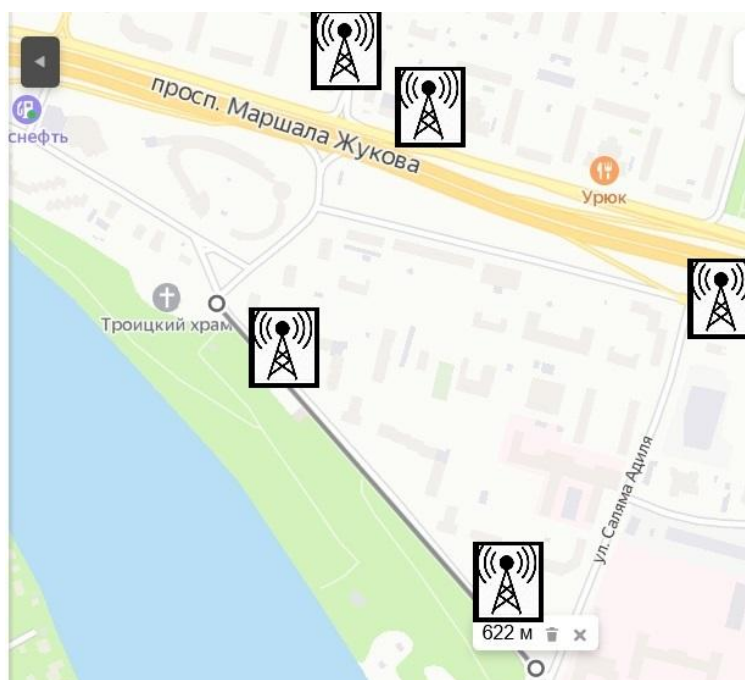 просп. Маршала Жукова
снефть
Урюк
Троицкий храм
ул. Саляма Адиля
622 м